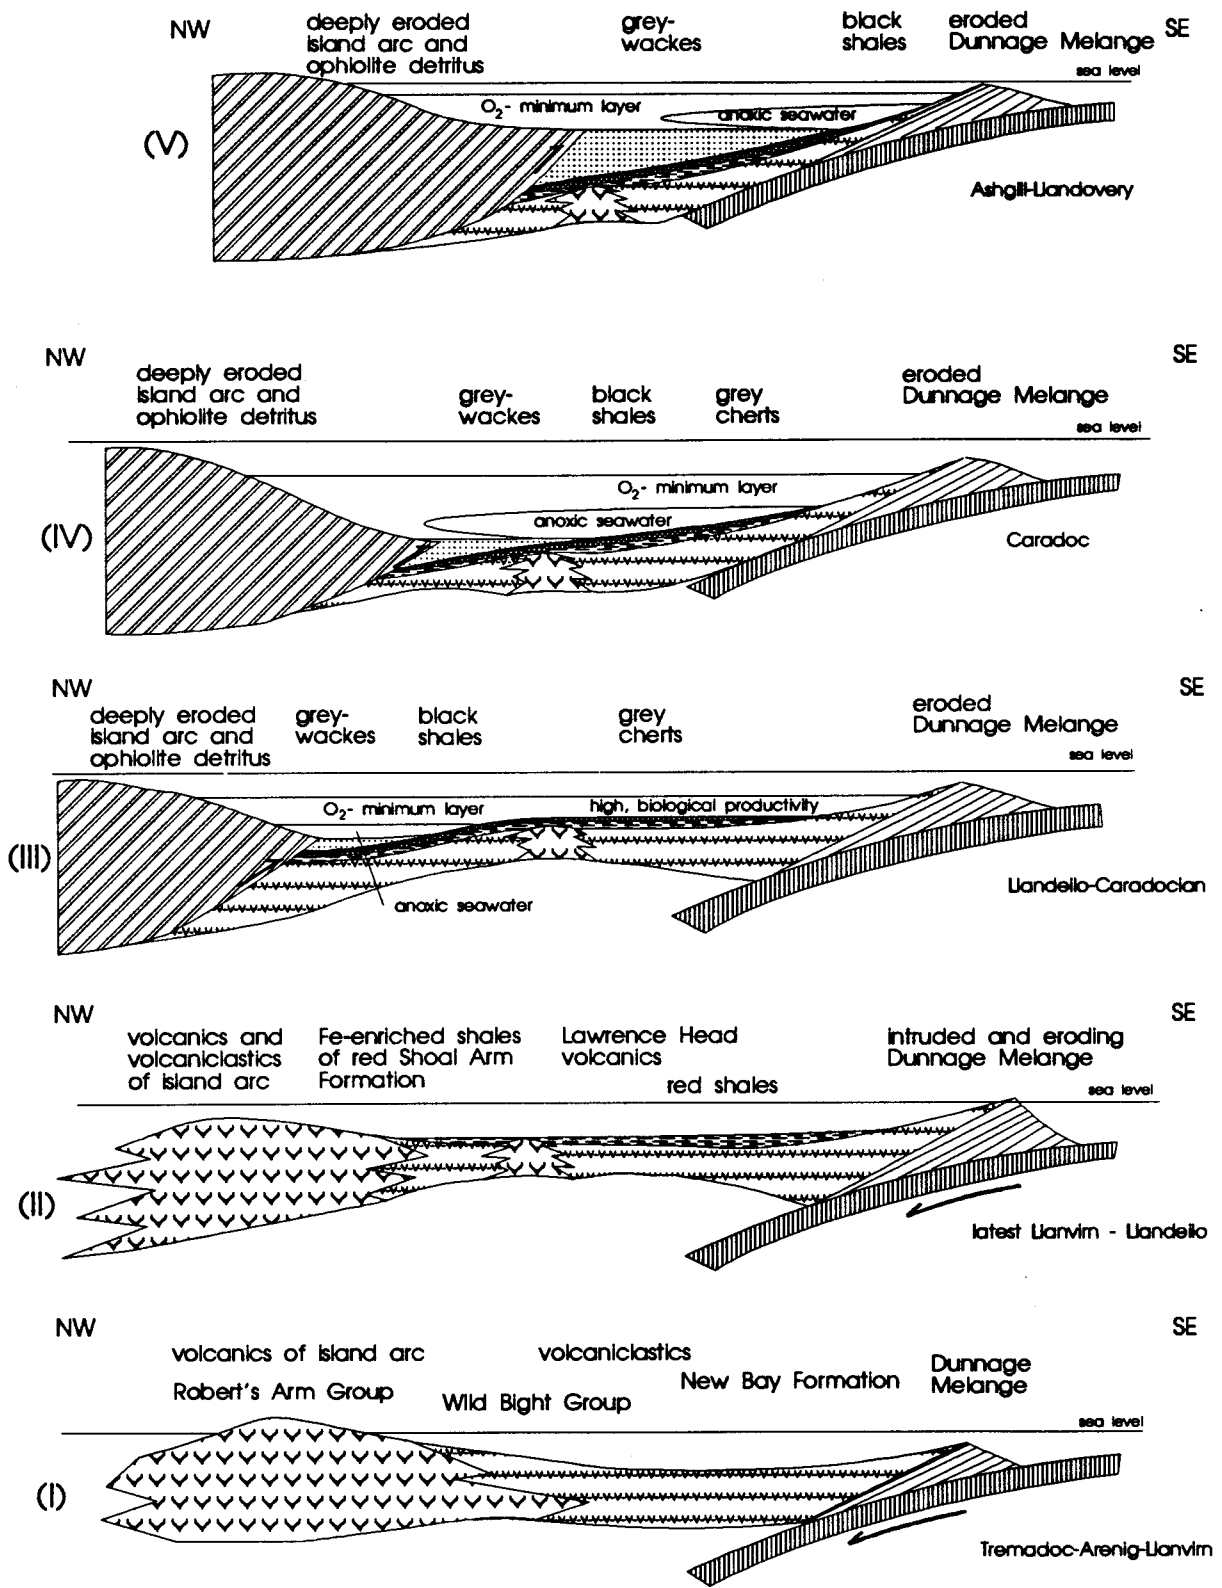 NW
deeply eroded
island arc and
ophiolite detritus
grey-
wackes
black
shales
eroded
Dunnage Melange
SE
sea level
O2- minimum layer
anoxic seawater
(V)
Ashgill-Llandovery
NW
deeply eroded
island arc and
ophiolite detritus
grey-
wackes
black
shales
grey
cherts
eroded
Dunnage Melange
SE
sea level
O2- minimum layer
anoxic seawater
(IV)
Caradoc
NW
deeply eroded
island arc and
ophiolite detritus
grey-
wackes
black
shales
grey
cherts
eroded
Dunnage Melange
SE
sea level
O2- minimum layer
high, biological productivity
(III)
anoxic seawater
Llandeilo-Caradocian
NW
volcanics and
volcaniclastics
of island arc
Fe-enriched shales
of red Shoal Arm
Formation
Lawrence Head
volcanics
red shales
intruded and eroding
Dunnage Melange
SE
sea level
(II)
latest Llanvirn - Llandeilo
NW
volcanics of island arc
Robert's Arm Group
volcaniclastics
Wild Bight Group
New Bay Formation
Dunnage
Melange
SE
sea level
(I)
Tremadoc-Arenig-Llanvirn